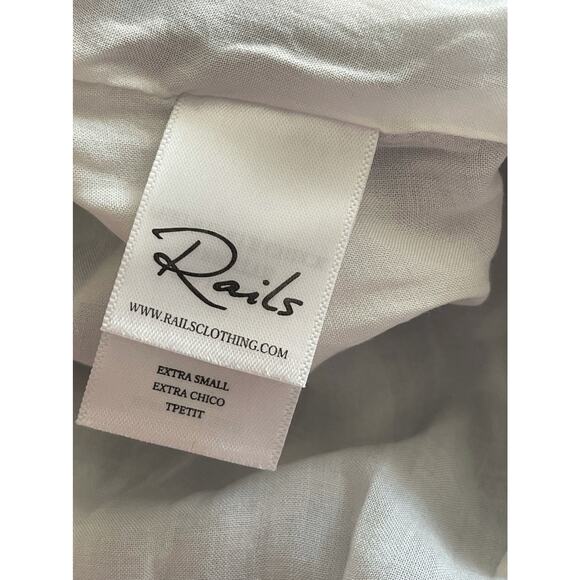 Rails
WWW.RAILSCLOTHING.COM
EXTRA SMALL
EXTRA CHICO
TPETIT